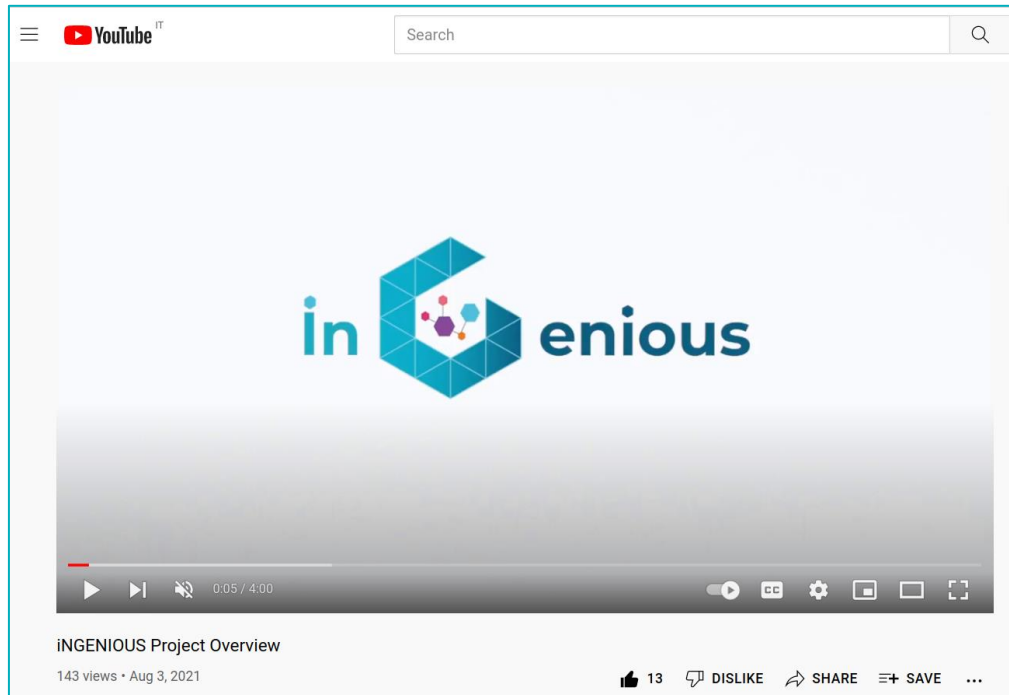 YouTube IT
Search
in G enious
0:05 / 4:00
CC
iNGENIOUS Project Overview
143 views • Aug 3, 2021
13 DISLIKE SHARE SAVE ...